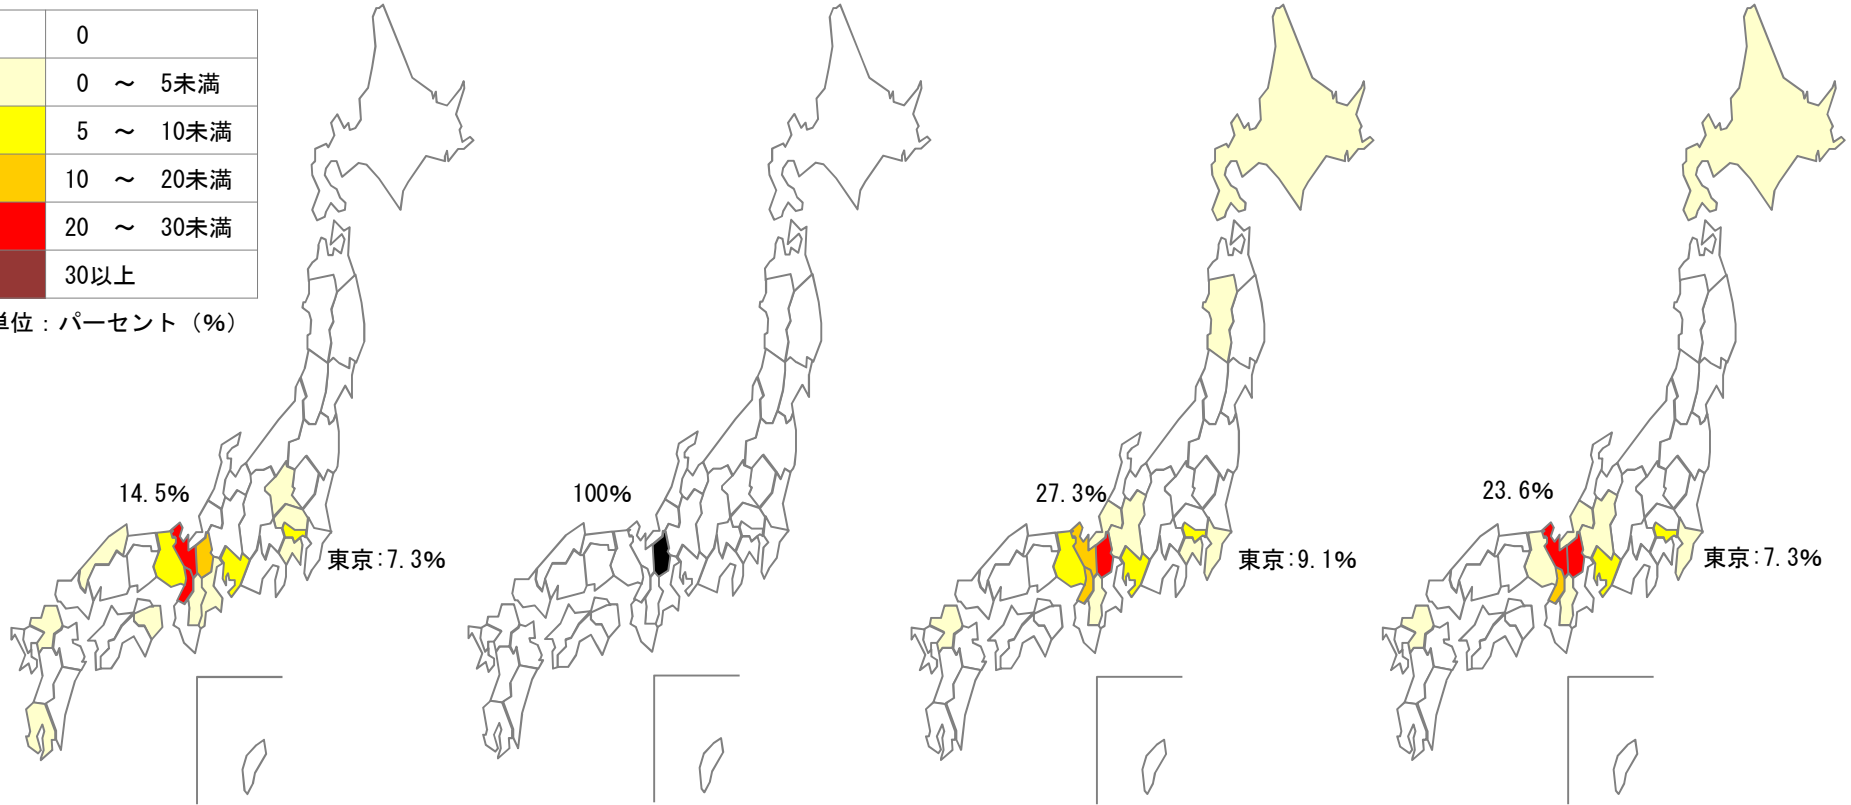 0
0 ～ 5未満
5 ～ 10未満
10 ～ 20未満
20 ～ 30未満
30以上
単位：パーセント（%）
14.5%
東京:7.3%
100%
27.3%
東京:9.1%
23.6%
東京:7.3%